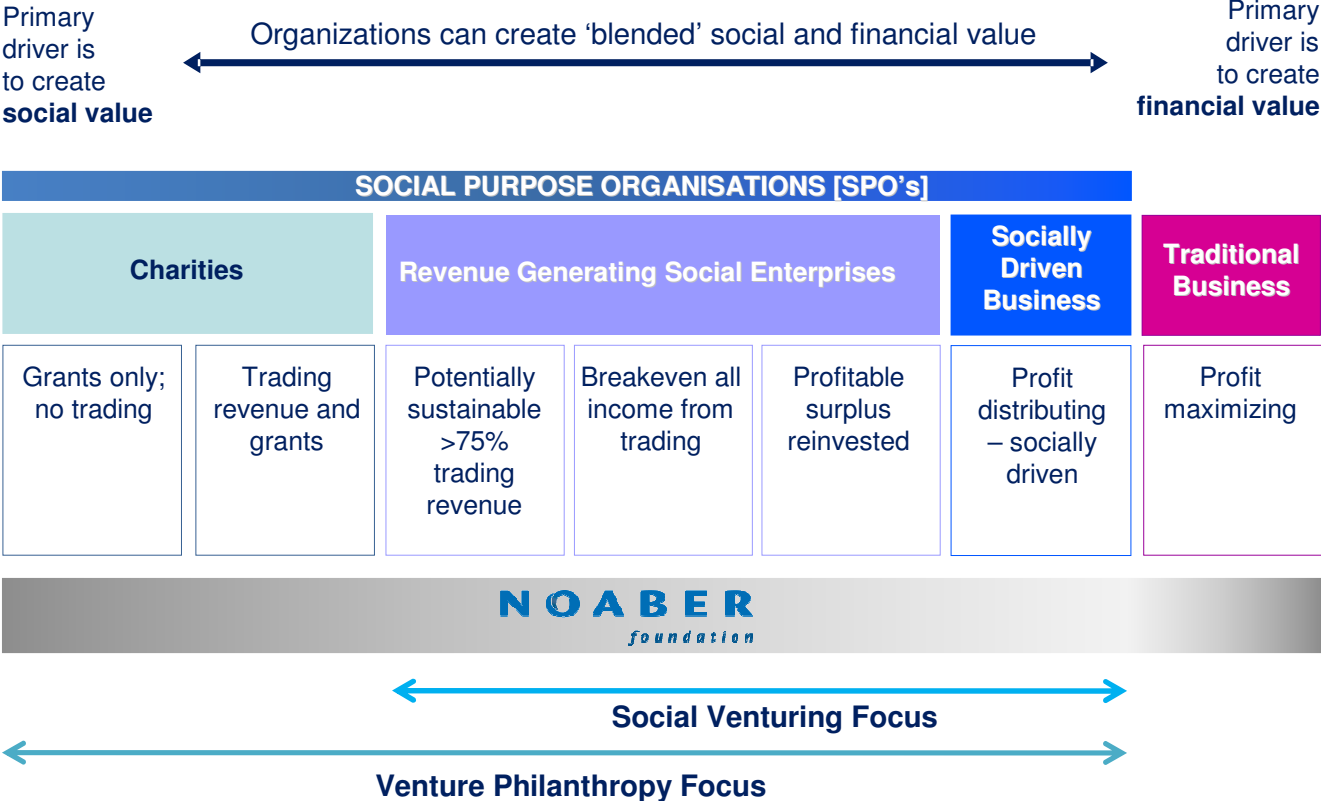 Primary
driver is
to create
social value
Organizations can create ‘blended’ social and financial value
Primary
driver is
to create
financial value
SOCIAL PURPOSE ORGANISATIONS [SPO’s]
Charities
Revenue Generating Social Enterprises
Socially
Driven
Business
Traditional
Business
Grants only;
no trading
Trading
revenue and
grants
Potentially
sustainable
>75%
trading
revenue
Breakeven all
income from
trading
Profitable
surplus
reinvested
Profit
distributing
– socially
driven
Profit
maximizing
NOABER
foundation
Social Venturing Focus
Venture Philanthropy Focus